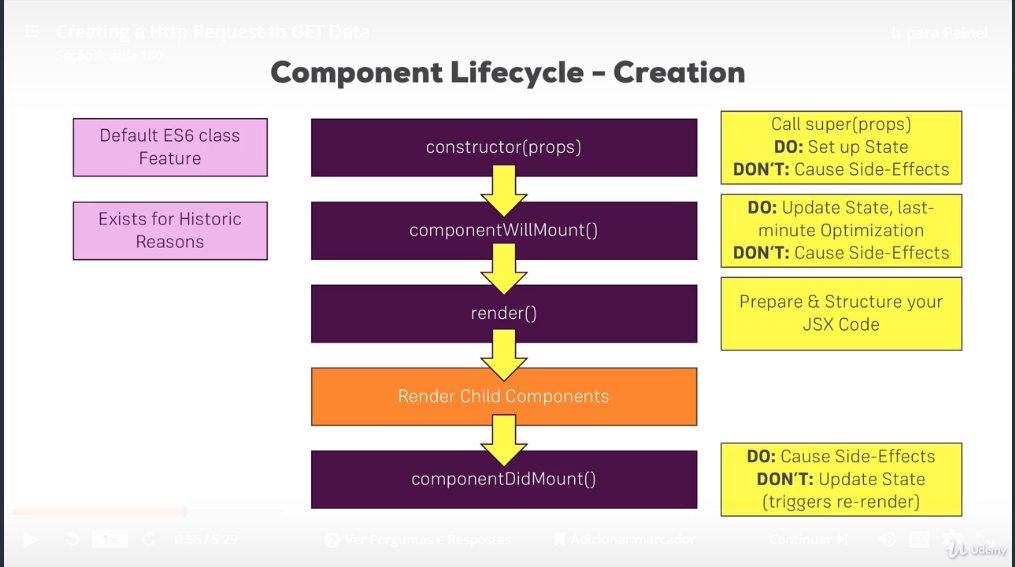 Creating a Http Request to GET Data
Ir para Painel
Seção 9, aula 150
Component Lifecycle - Creation
Default ES6 class
Feature
constructor(props)
Call super(props)
DO: Set up State
DON'T: Cause Side-Effects
Exists for Historic
Reasons
componentWillMount()
DO: Update State, last-
minute Optimization
DON'T: Cause Side-Effects
render()
Prepare & Structure your
JSX Code
Render Child Components
componentDidMount()
DO: Cause Side-Effects
DON'T: Update State
(triggers re-render)
1x
0:56 / 5:29
Ver Perguntas e Respostas
Adicionar marcador
Continuar
Udemy